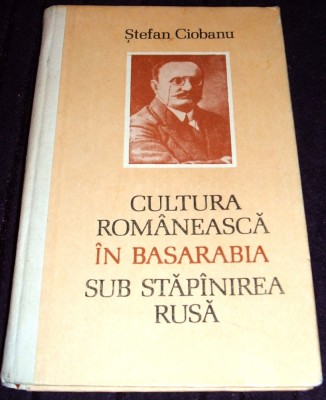 Ștefan Ciobanu
CULTURA
ROMÂNEASCĂ
ÎN BASARABIA
SUB STĂPÎNIREA
RUSĂ